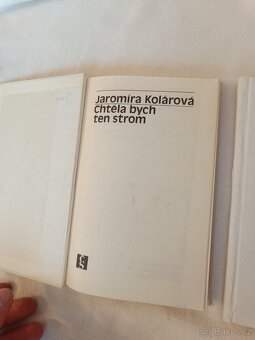 Jaromíra Kolárová
Chtěla bych
ten strom